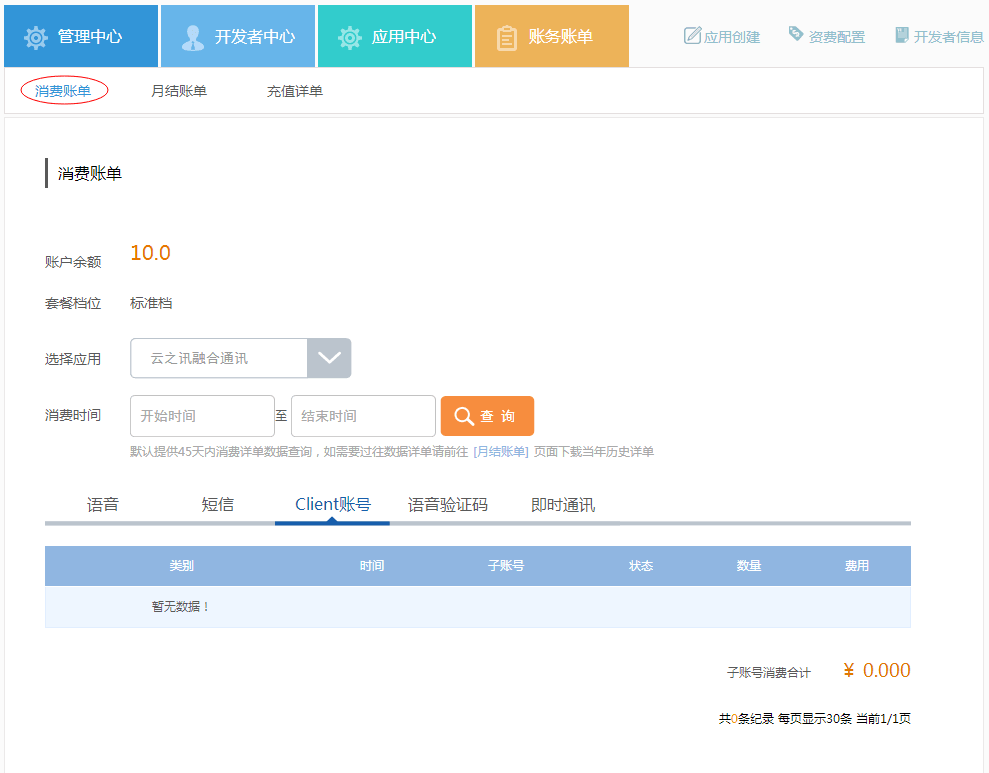 管理中心 开发者中心 应用中心 账务账单 应用创建 资费配置 开发者信息
消费账单 月结账单 充值详单
消费账单
账户余额 10.0
套餐档位 标准档
选择应用 云之讯融合通讯
消费时间 开始时间 至 结束时间 查 询
默认提供45天内消费详单数据查询，如需要过往数据详单请前往 [月结账单] 页面下载当年历史详单
语音 短信 Client账号 语音验证码 即时通讯
类别 时间 子账号 状态 数量 费用
暂无数据！
子账号消费合计 ¥ 0.000
共0条纪录 每页显示30条 当前1/1页